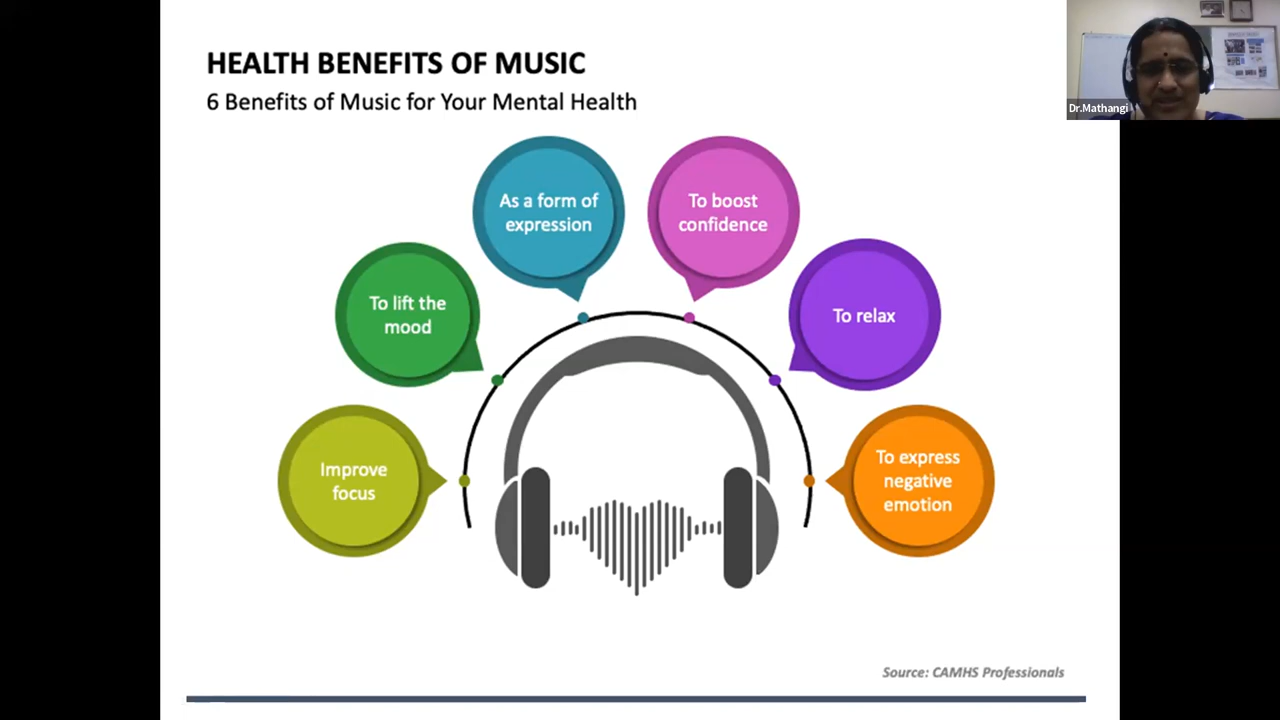 HEALTH BENEFITS OF MUSIC
6 Benefits of Music for Your Mental Health
Dr.Mathangi
As a form of
expression
To boost
confidence
To lift the
mood
To relax
Improve
focus
To express
negative
emotion
Source: CAMHS Professionals